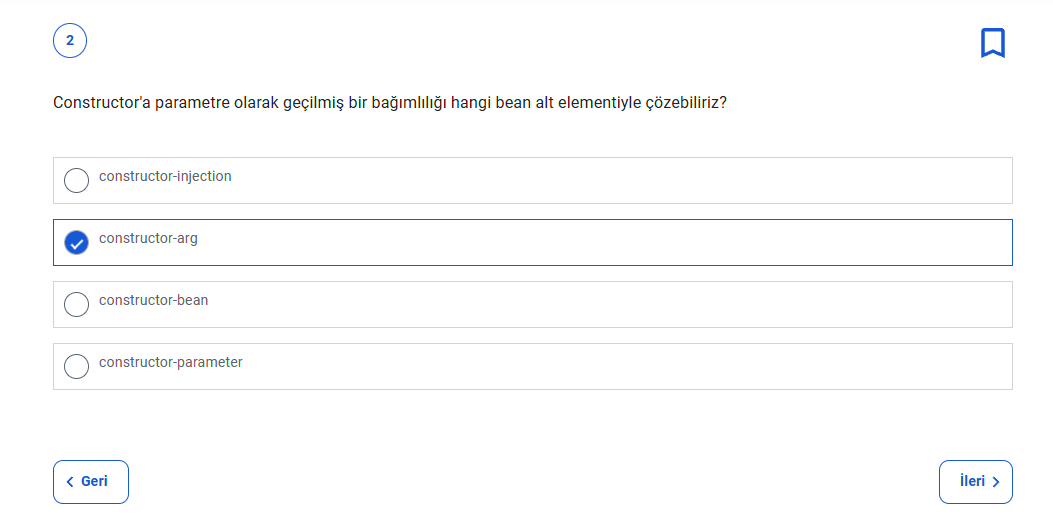 2
Constructor'a parametre olarak geçilmiş bir bağımlılığı hangi bean alt elementiyle çözebiliriz?
constructor-injection
constructor-arg
constructor-bean
constructor-parameter
Geri
İleri